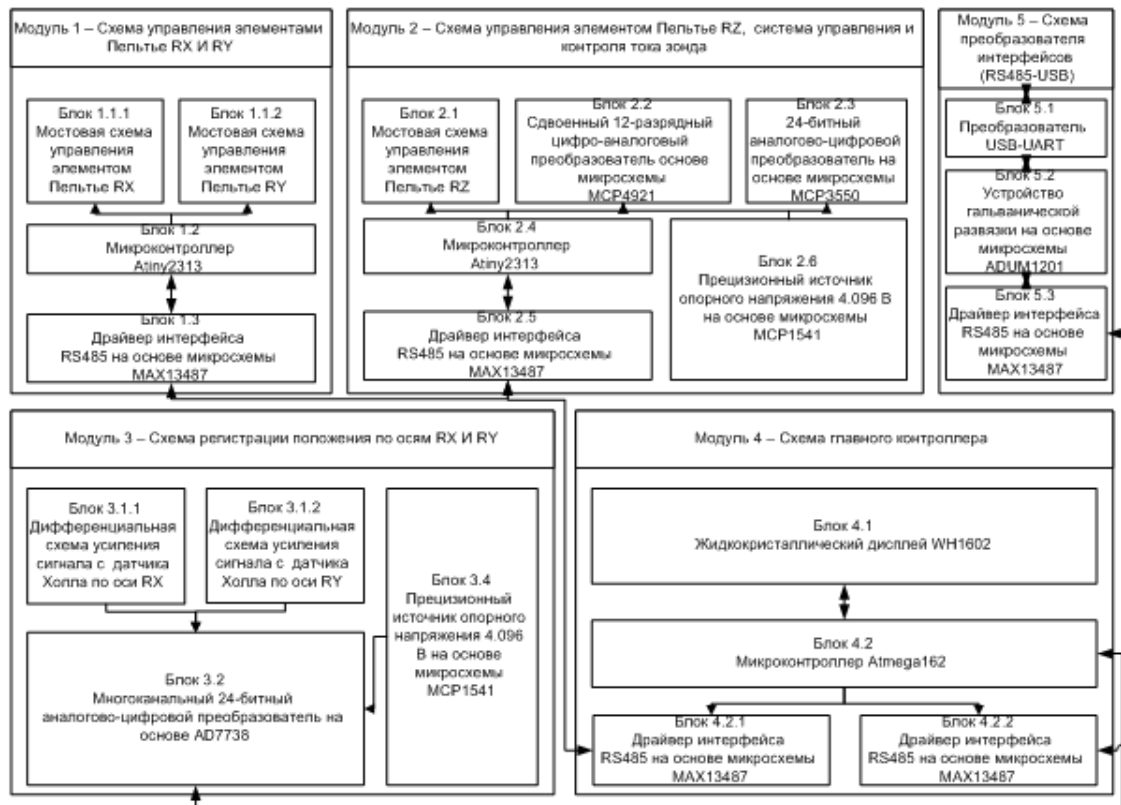 Модуль 1 – Схема управления элементами
Пельтье RX И RY
Блок 1.1.1
Мостовая схема
управления
элементом
Пельтье RX
Блок 1.1.2
Мостовая схема
управления
элементом
Пельтье RY
Блок 1.2
Микроконтроллер
Atiny2313
Блок 1.3
Драйвер интерфейса
RS485 на основе микросхемы
MAX13487
Модуль 2 – Схема управления элементом Пельтье RZ, система управления и
контроля тока зонда
Блок 2.1
Мостовая схема
управления
элементом
Пельтье RZ
Блок 2.2
Сдвоенный 12-разрядный
цифро-аналоговый
преобразователь основе
микросхемы
MCP4921
Блок 2.3
24-битный
аналогово-цифровой
преобразователь на
основе микросхемы
MCP3550
Блок 2.4
Микроконтроллер
Atiny2313
Блок 2.5
Драйвер интерфейса
RS485 на основе микросхемы
MAX13487
Блок 2.6
Прецизионный источник
опорного напряжения 4.096 В
на основе микросхемы
MCP1541
Модуль 5 – Схема
преобразователя
интерфейсов
(RS485-USB)
Блок 5.1
Преобразователь
USB-UART
Блок 5.2
Устройство
гальванической
развязки на основе
микросхемы
ADUM1201
Блок 5.3
Драйвер интерфейса
RS485 на основе
микросхемы
MAX13487
Модуль 3 – Схема регистрации положения по осям RX И RY
Блок 3.1.1
Дифференциальная
схема усиления
сигнала с датчика
Холла по оси RX
Блок 3.1.2
Дифференциальная
схема усиления
сигнала с датчика
Холла по оси RY
Блок 3.4
Прецизионный
источник опорного
напряжения 4.096
В на основе
микросхемы
MCP1541
Блок 3.2
Многоканальный 24-битный
аналогово-цифровой преобразователь на
основе AD7738
Модуль 4 – Схема главного контроллера
Блок 4.1
Жидкокристаллический дисплей WH1602
Блок 4.2
Микроконтроллер Atmega162
Блок 4.2.1
Драйвер интерфейса
RS485 на основе микросхемы
MAX13487
Блок 4.2.2
Драйвер интерфейса
RS485 на основе микросхемы
MAX13487